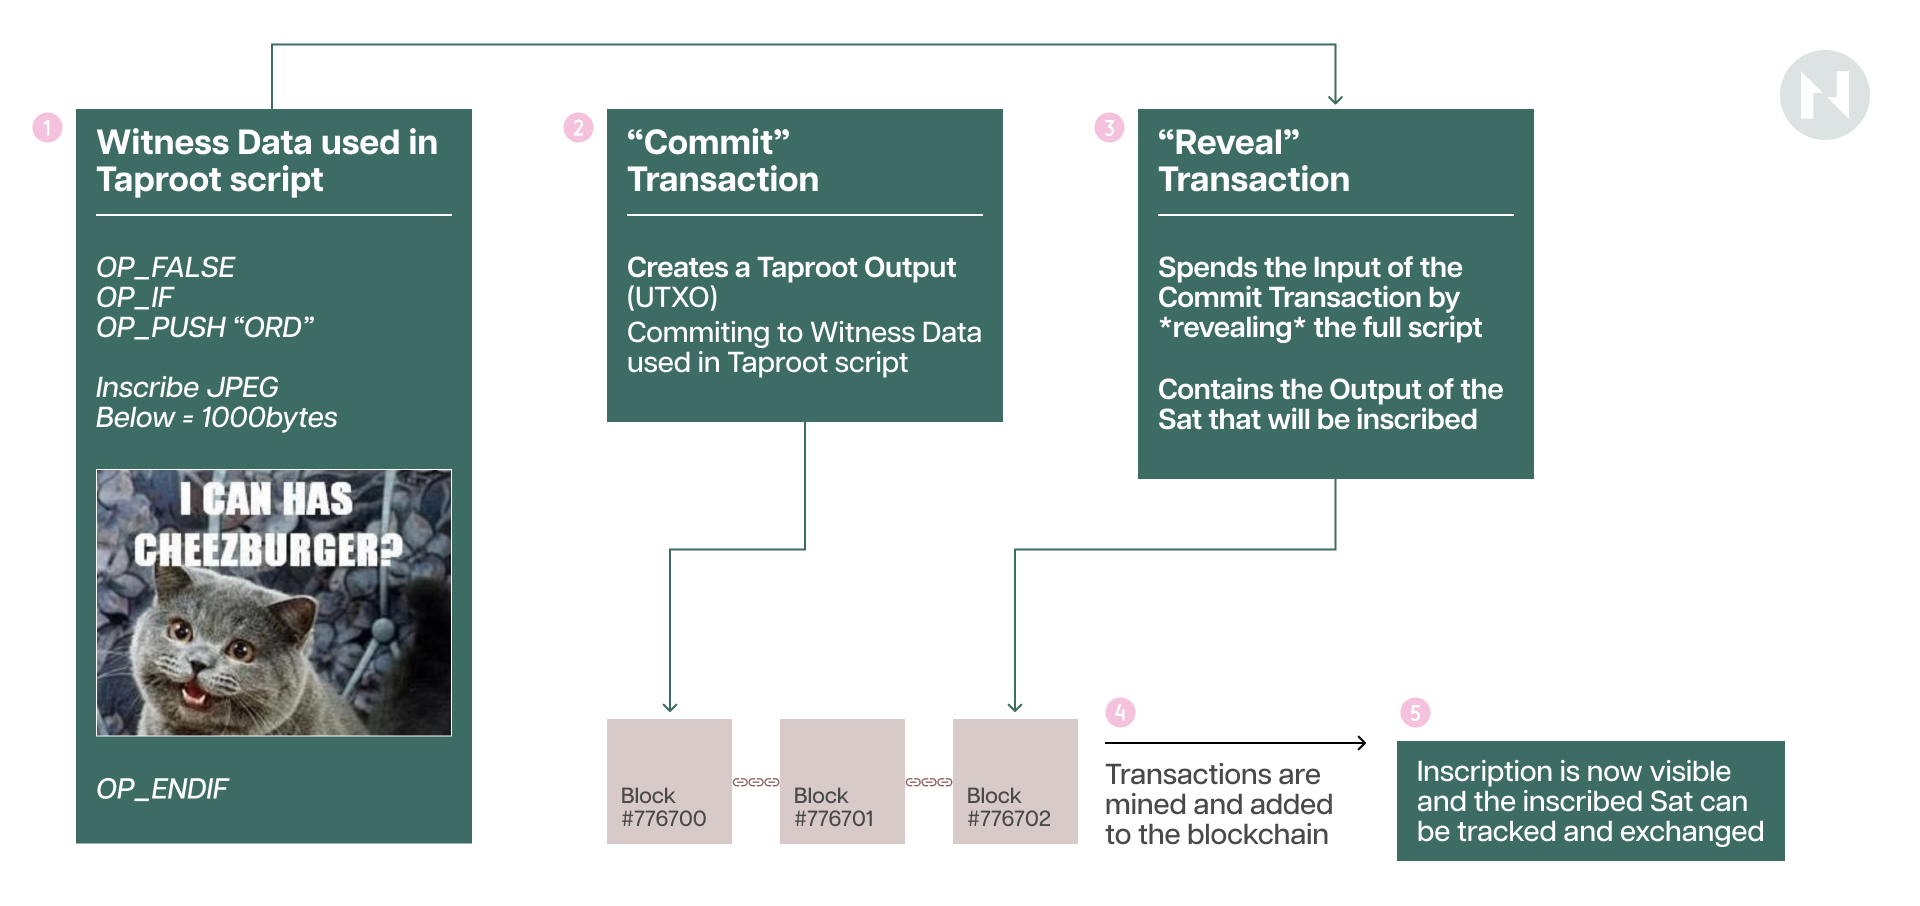 1
Witness Data used in
Taproot script
OP_FALSE
OP_IF
OP_PUSH “ORD”
Inscribe JPEG
Below = 1000bytes
I CAN HAS
CHEEZBURGER?
OP_ENDIF
2
“Commit”
Transaction
Creates a Taproot Output
(UTXO)
Commiting to Witness Data
used in Taproot script
3
“Reveal”
Transaction
Spends the Input of the
Commit Transaction by
*revealing* the full script
Contains the Output of the
Sat that will be inscribed
N
Block
#776700
Block
#776701
Block
#776702
4
Transactions are
mined and added
to the blockchain
5
Inscription is now visible
and the inscribed Sat can
be tracked and exchanged